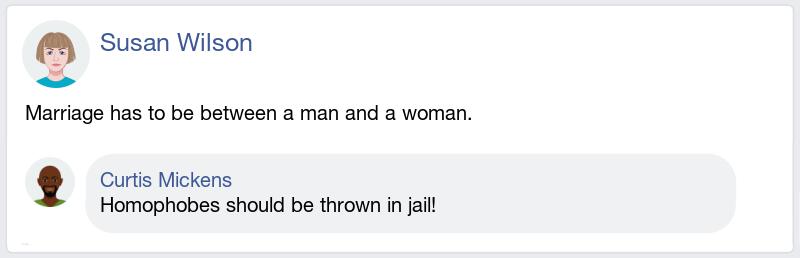 Susan Wilson
Marriage has to be between a man and a woman.
Curtis Mickens
Homophobes should be thrown in jail!